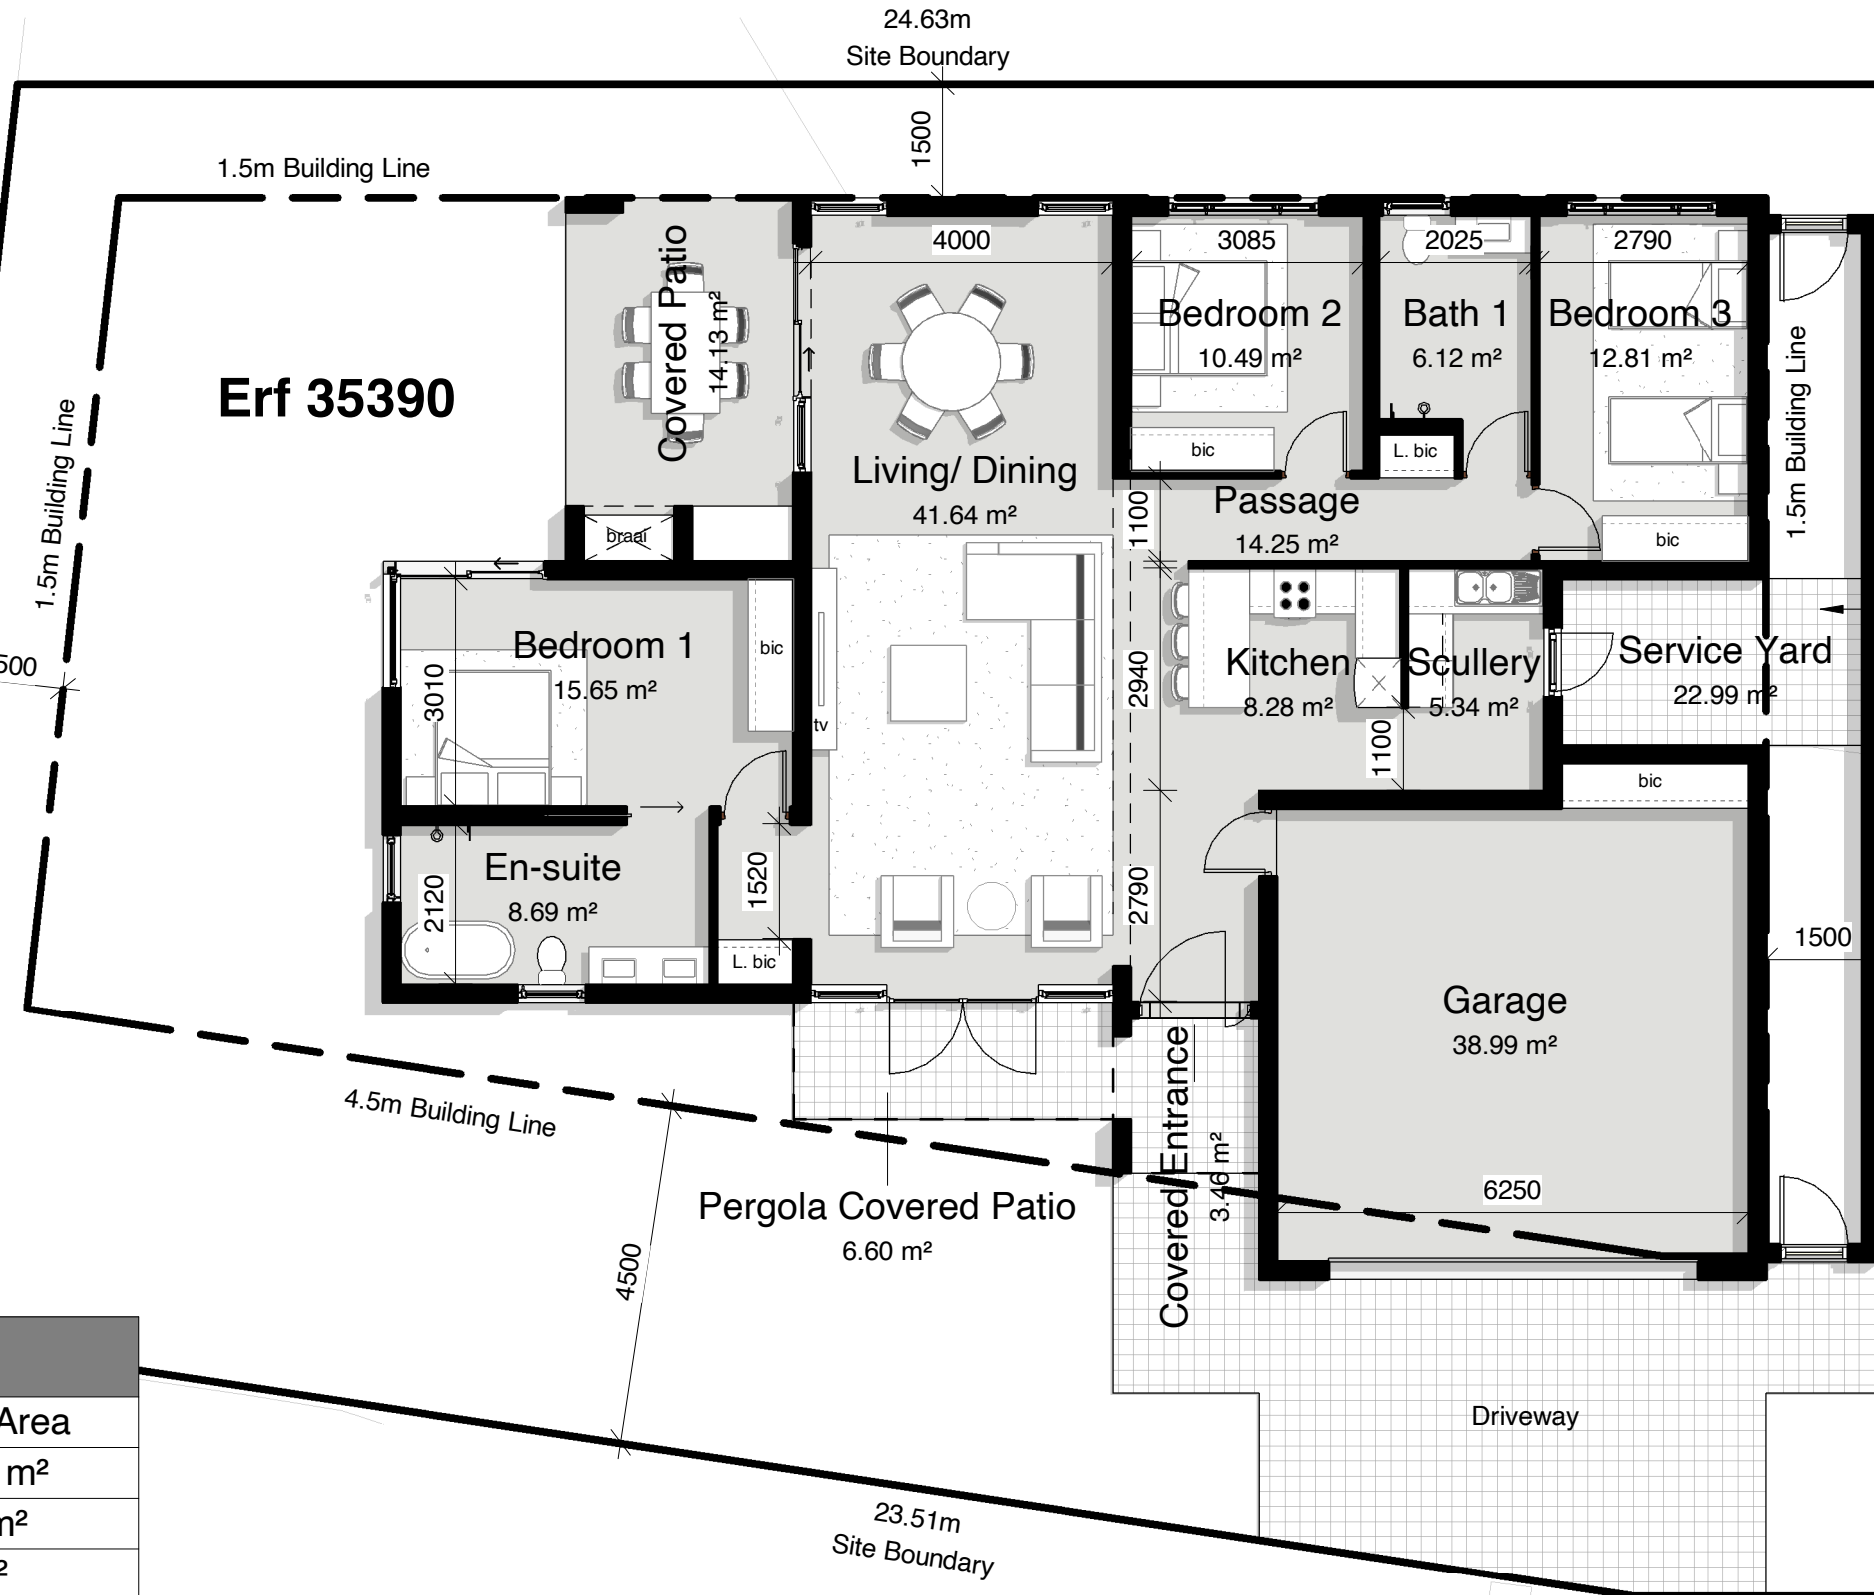 24.63m
Site Boundary
1500
1.5m Building Line
4000
3085
2025
2790
Covered Patio
14.13 m²
Bedroom 2
10.49 m²
Bath 1
6.12 m²
Bedroom 3
12.81 m²
1.5m Building Line
Erf 35390
1.5m Building Line
bic
L. bic
Living/ Dining
41.64 m²
Passage
14.25 m²
1100
braai
bic
Bedroom 1
15.65 m²
bic
3010
tv
2940
Kitchen
8.28 m²
Scullery
5.34 m²
1100
Service Yard
22.99 m²
500
bic
En-suite
8.69 m²
2120
1520
L. bic
2790
1500
Garage
38.99 m²
Covered Entrance
3.46 m²
4.5m Building Line
Pergola Covered Patio
6.60 m²
6250
4500
Driveway
Area
m²
m²
23.51m
Site Boundary